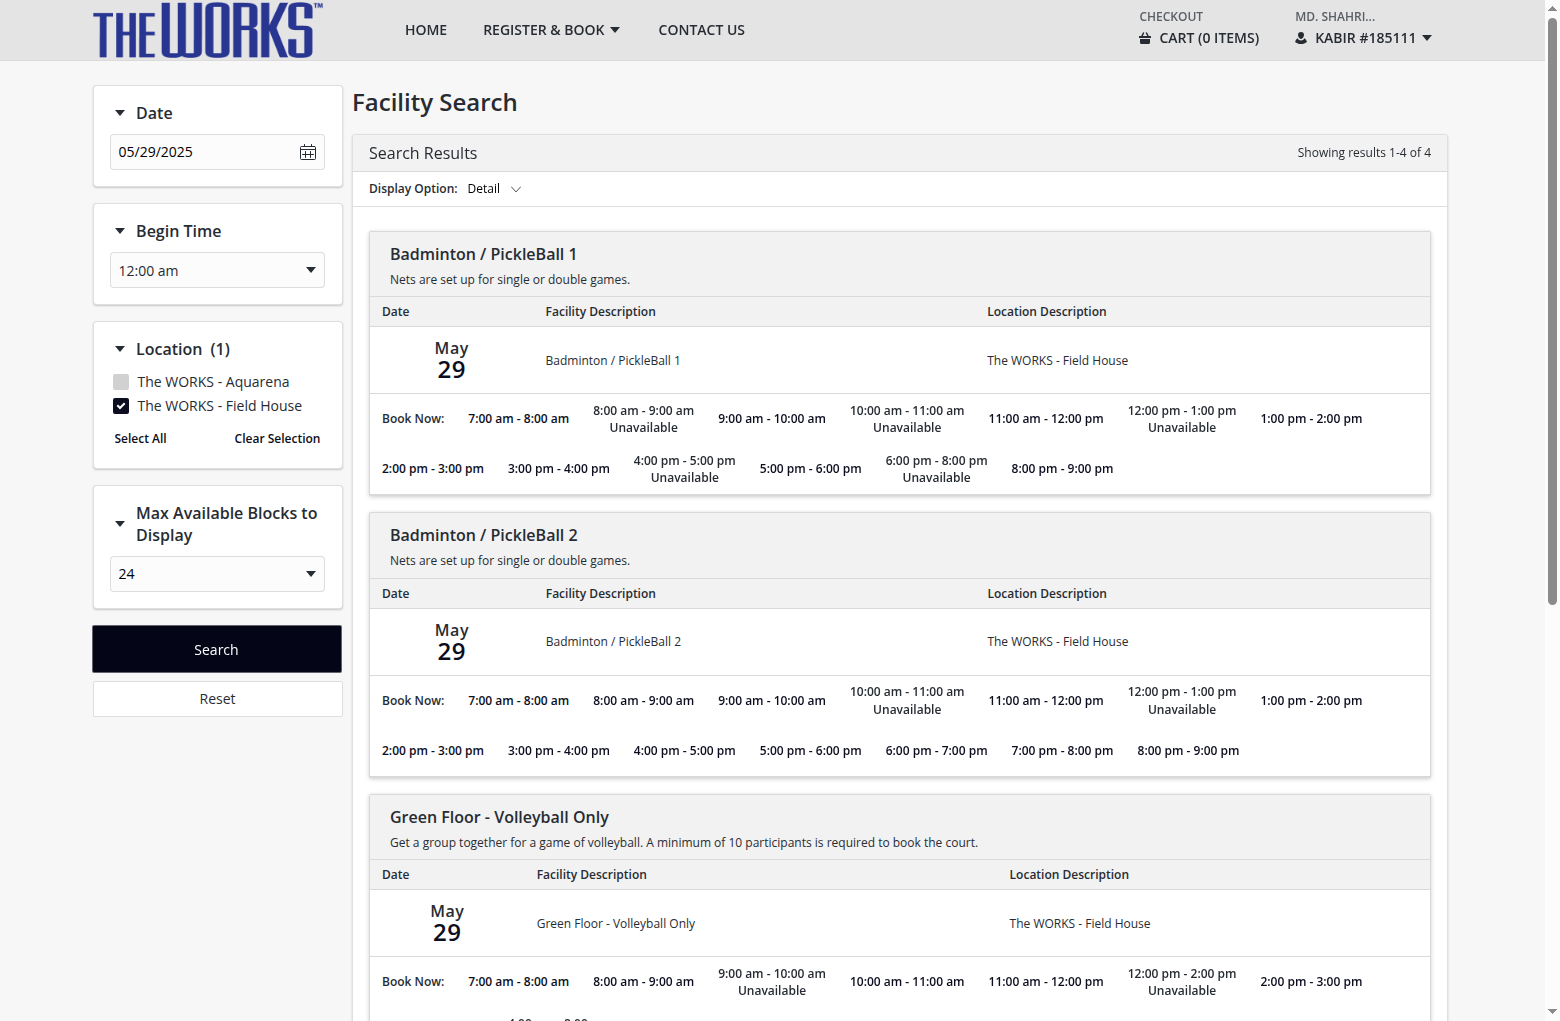 THEWORKS™
HOME
REGISTER & BOOK
CONTACT US
CHECKOUT
CART (0 ITEMS)
MD. SHAHRI...
KABIR #185111
Date
05/29/2025
Begin Time
12:00 am
Location (1)
The WORKS - Aquarena
The WORKS - Field House
Select All
Clear Selection
Max Available Blocks to
Display
24
Search
Reset
Facility Search
Search Results
Showing results 1-4 of 4
Display Option: Detail
Badminton / PickleBall 1
Nets are set up for single or double games.
Date Facility Description Location Description
May
29
Badminton / PickleBall 1
The WORKS - Field House
Book Now:
7:00 am - 8:00 am
8:00 am - 9:00 am
Unavailable
9:00 am - 10:00 am
10:00 am - 11:00 am
Unavailable
11:00 am - 12:00 pm
12:00 pm - 1:00 pm
Unavailable
1:00 pm - 2:00 pm
2:00 pm - 3:00 pm
3:00 pm - 4:00 pm
4:00 pm - 5:00 pm
Unavailable
5:00 pm - 6:00 pm
6:00 pm - 8:00 pm
Unavailable
8:00 pm - 9:00 pm
Badminton / PickleBall 2
Nets are set up for single or double games.
Date Facility Description Location Description
May
29
Badminton / PickleBall 2
The WORKS - Field House
Book Now:
7:00 am - 8:00 am
8:00 am - 9:00 am
9:00 am - 10:00 am
10:00 am - 11:00 am
Unavailable
11:00 am - 12:00 pm
12:00 pm - 1:00 pm
Unavailable
1:00 pm - 2:00 pm
2:00 pm - 3:00 pm
3:00 pm - 4:00 pm
4:00 pm - 5:00 pm
5:00 pm - 6:00 pm
6:00 pm - 7:00 pm
7:00 pm - 8:00 pm
8:00 pm - 9:00 pm
Green Floor - Volleyball Only
Get a group together for a game of volleyball. A minimum of 10 participants is required to book the court.
Date Facility Description Location Description
May
29
Green Floor - Volleyball Only
The WORKS - Field House
Book Now:
7:00 am - 8:00 am
8:00 am - 9:00 am
9:00 am - 10:00 am
Unavailable
10:00 am - 11:00 am
11:00 am - 12:00 pm
12:00 pm - 2:00 pm
Unavailable
2:00 pm - 3:00 pm